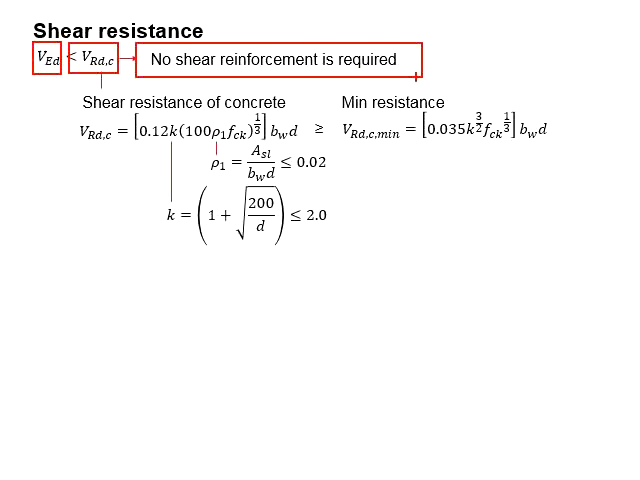 Shear resistance
V_Ed < V_Rd,c → No shear reinforcement is required
Shear resistance of concrete Min resistance
V_Rd,c = [0.12k(100ρ_1 f_ck)^(1/3)] b_w d ≥ V_Rd,c,min = [0.035k^(3/2) f_ck^(1/3)] b_w d
ρ_1 = A_sl / (b_w d) ≤ 0.02
k = (1 + √(200/d)) ≤ 2.0